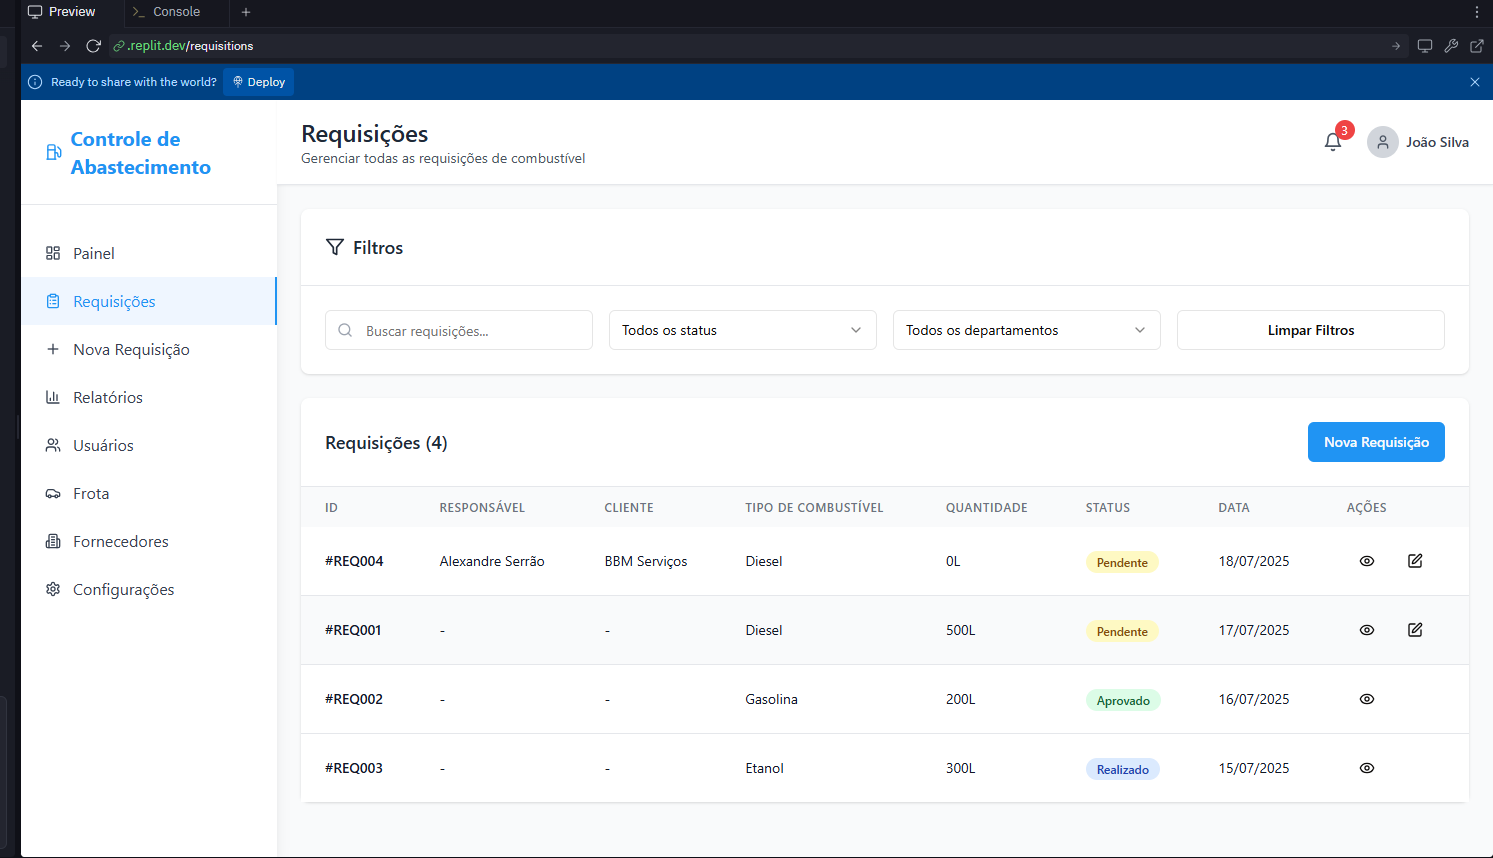 Preview
Console
.replit.dev/requisitions
Ready to share with the world?
Deploy
Controle de
Abastecimento
Requisições
Gerenciar todas as requisições de combustível
3
João Silva
Painel
Requisições
Nova Requisição
Relatórios
Usuários
Frota
Fornecedores
Configurações
Filtros
Buscar requisições...
Todos os status
Todos os departamentos
Limpar Filtros
Requisições (4)
Nova Requisição
ID RESPONSÁVEL CLIENTE TIPO DE COMBUSTÍVEL QUANTIDADE STATUS DATA AÇÕES
#REQ004 Alexandre Serrão BBM Serviços Diesel 0L Pendente 18/07/2025
#REQ001 - - Diesel 500L Pendente 17/07/2025
#REQ002 - - Gasolina 200L Aprovado 16/07/2025
#REQ003 - - Etanol 300L Realizado 15/07/2025